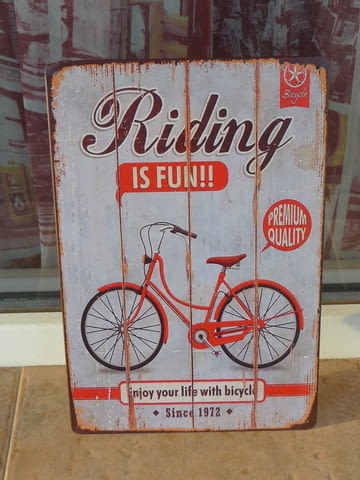 Bicycle
Riding
IS FUN!!
PREMIUM
QUALITY
Enjoy your life with bicycle
◆ Since 1972 ◆